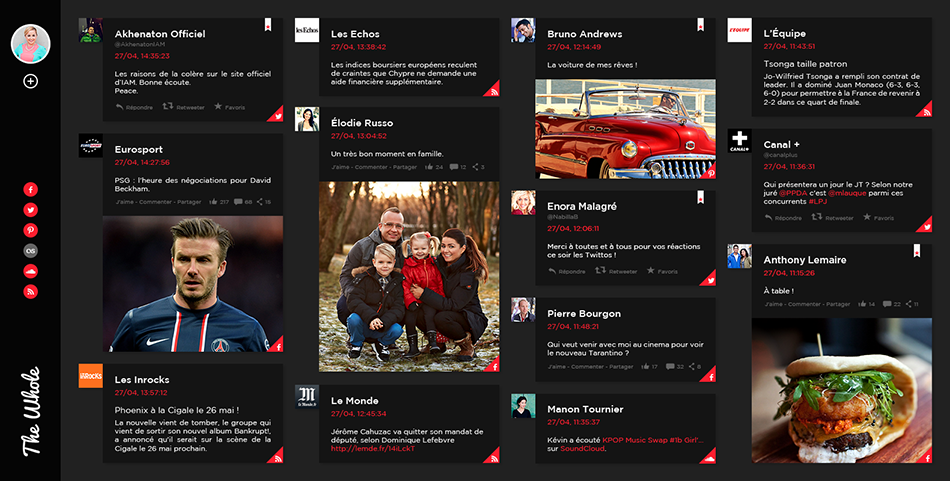 The Whole
Akhenaton Officiel
@AkhenatonIAM
27/04, 14:35:23
Les raisons de la colère sur le site officiel
d'IAM. Bonne écoute.
Peace.
Répondre Retweeter Favoris
EUROSPORT
Eurosport
27/04, 14:27:56
PSG : l'heure des négociations pour David
Beckham.
J'aime - Commenter - Partager 217 68
inROCKS
Les Inrocks
27/04, 13:57:12
Phoenix à la Cigale le 26 mai !
La nouvelle vient de tomber, le groupe qui
vient de sortir son nouvel album Bankrupt!,
a annoncé qu'il serait sur la scène de la
Cigale le 26 mai prochain.
les Echos
Les Echos
27/04, 13:38:42
Les indices boursiers européens reculent
de craintes que Chypre ne demande une
aide financière supplémentaire.
Élodie Russo
27/04, 13:04:52
Un très bon moment en famille.
J'aime - Commenter - Partager 24 12 3
Le Monde.fr
Le Monde
27/04, 12:45:34
Jérôme Cahuzac va quitter son mandat de
député, selon Dominique Lefebvre
http://lemde.fr/14iLckT
Bruno Andrews
27/04, 12:14:49
La voiture de mes rêves !
Enora Malagré
@NabillaB
27/04, 12:06:11
Merci à toutes et à tous pour vos réactions
ce soir les Twittos !
Répondre Retweeter Favoris
Pierre Bourgon
27/04, 11:48:21
Qui veut venir avec moi au cinema pour voir
le nouveau Tarantino ?
J'aime - Commenter - Partager 17 32 6
Manon Tournier
27/04, 11:35:37
Kévin a écouté KPOP Music Swap #1b Girl'...
sur SoundCloud.
L'EQUIPE
L'Équipe
27/04, 11:43:51
Tsonga taille patron
Jo-Wilfried Tsonga a rempli son contrat de
leader. Il a dominé Juan Monaco (6-3, 6-3,
6-0) pour permettre à la France de revenir à
2-2 dans ce quart de finale.
CANAL+
Canal +
@canalplus
27/04, 11:36:31
Qui présentera un jour le JT ? Selon notre
juré @PPDA c'est @mlauque parmi ces
concurrents #LPJ
Répondre Retweeter Favoris
Anthony Lemaire
27/04, 11:15:26
À table !
J'aime - Commenter - Partager 14 22 11